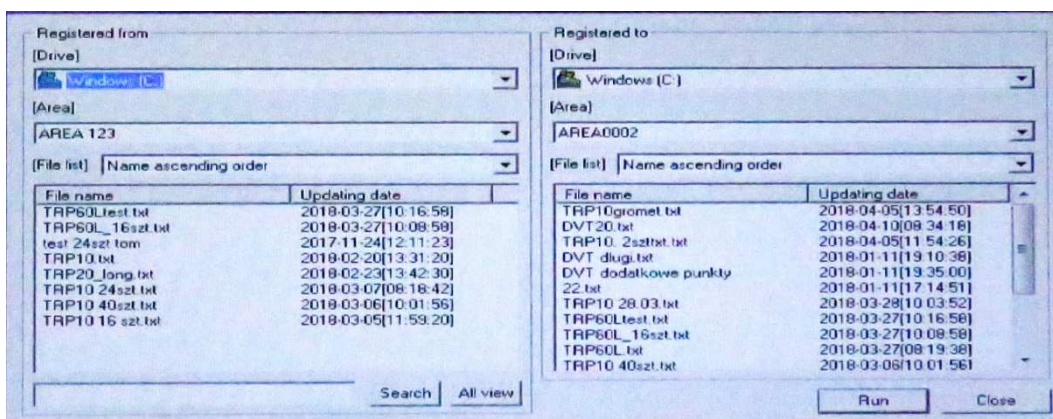 Registered from
[Drive]
Windows (C:)
[Area]
AREA 123
[File list] Name ascending order
File name Updating date
TRP60Ltest.txt 2018-03-27[10:16:58]
TRP60L_16szt.txt 2018-03-27[10:08:58]
test 24szt tom 2017-11-24[12:11:23]
TRP10.txt 2018-02-20[13:31:20]
TRP20_long.txt 2018-02-23[13:42:30]
TRP10 24szt.txt 2018-03-07[08:18:42]
TRP10 40szt.txt 2018-03-06[10:01:56]
TRP10 16 szt.txt 2018-03-05[11:59:20]
Search All view
Registered to
[Drive]
Windows (C:)
[Area]
AREA0002
[File list] Name ascending order
File name Updating date
TRP10gromet.txt 2018-04-05[13:54:50]
DVT20.txt 2018-04-10[08:34:18]
TRP10. 2szttxt.txt 2018-04-05[11:54:26]
DVT dlugi.txt 2018-01-11[19:10:38]
DVT dodatkowe punkty 2018-01-11[19:35:00]
22.txt 2018-01-11[17:14:51]
TRP10 28.03.txt 2018-03-28[10:03:52]
TRP60Ltest.txt 2018-03-27[10:16:58]
TRP60L_16szt.txt 2018-03-27[10:08:58]
TRP60L.txt 2018-03-27[08:19:38]
TRP10 40szt.txt 2018-03-06[10:01:56]
Run Close